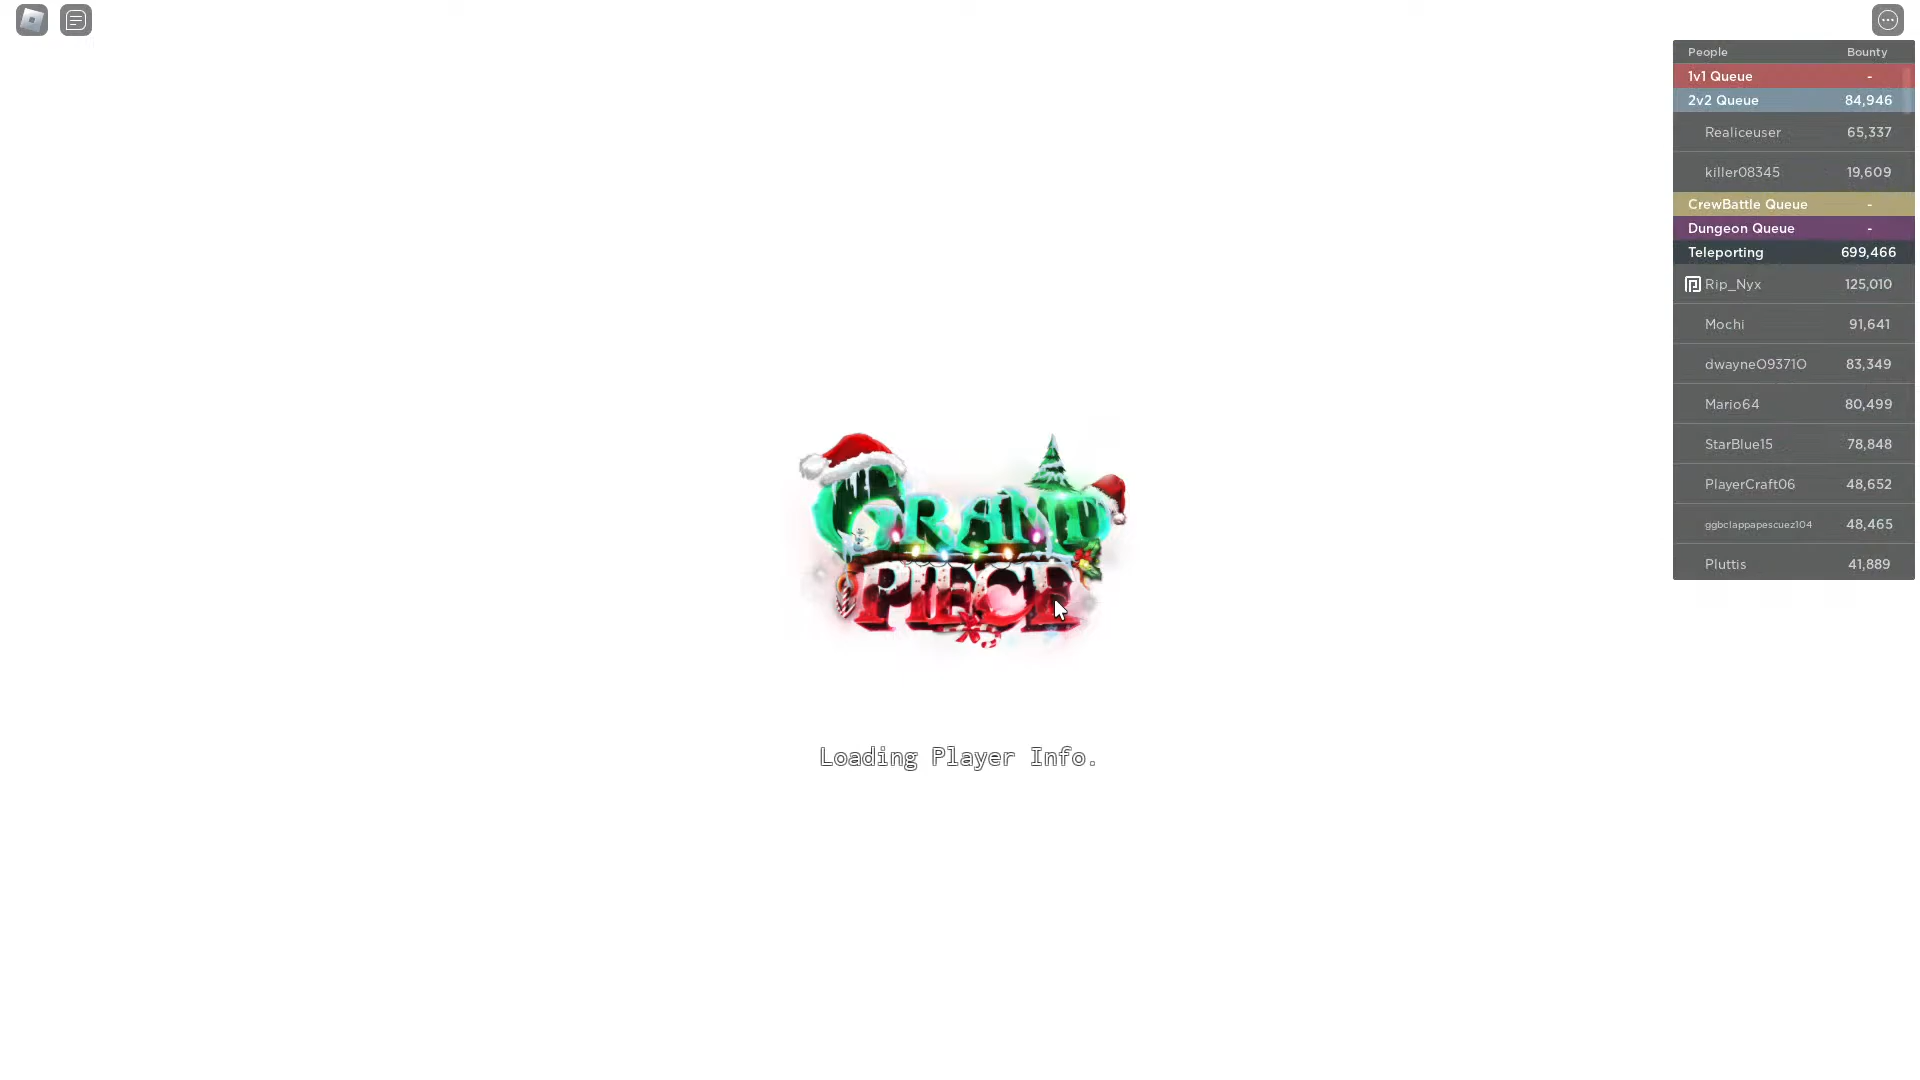 People Bounty
1v1 Queue -
2v2 Queue 84,946
Realiceuser 65,337
killer08345 19,609
CrewBattle Queue -
Dungeon Queue -
Teleporting 699,466
Rip_Nyx 125,010
Mochi 91,641
dwayneO9371O 83,349
Mario64 80,499
StarBlue15 78,848
PlayerCraft06 48,652
ggbclappapescuez104 48,465
Pluttis 41,889
GRAND
PIECE
Loading Player Info.